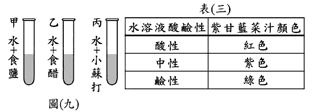 甲 水+食鹽
乙 水+食醋
丙 水+小蘇打
圖(九)
表(三)
水溶液酸鹼性 紫甘藍菜汁顏色
酸性 紅色
中性 紫色
鹼性 綠色